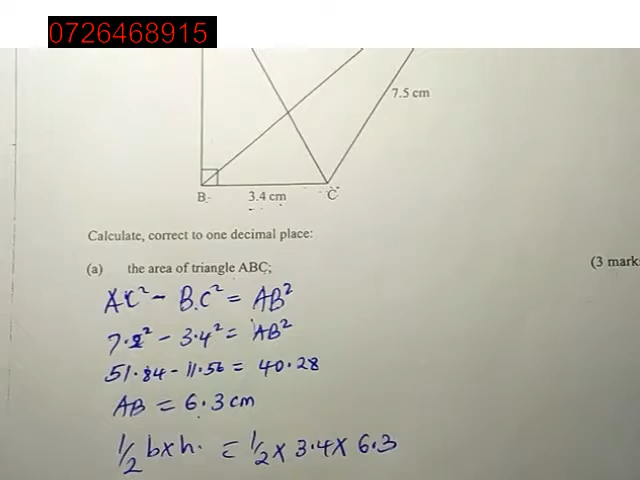 0726468915
7.5 cm
B
3.4 cm
C
Calculate, correct to one decimal place:
(a) the area of triangle ABC;
(3 mark
AC² - B.C² = AB²
7.2² - 3.4² = AB²
51.84 - 11.56 = 40.28
AB = 6.3 cm
1/2 b x h. = 1/2 x 3.4 x 6.3